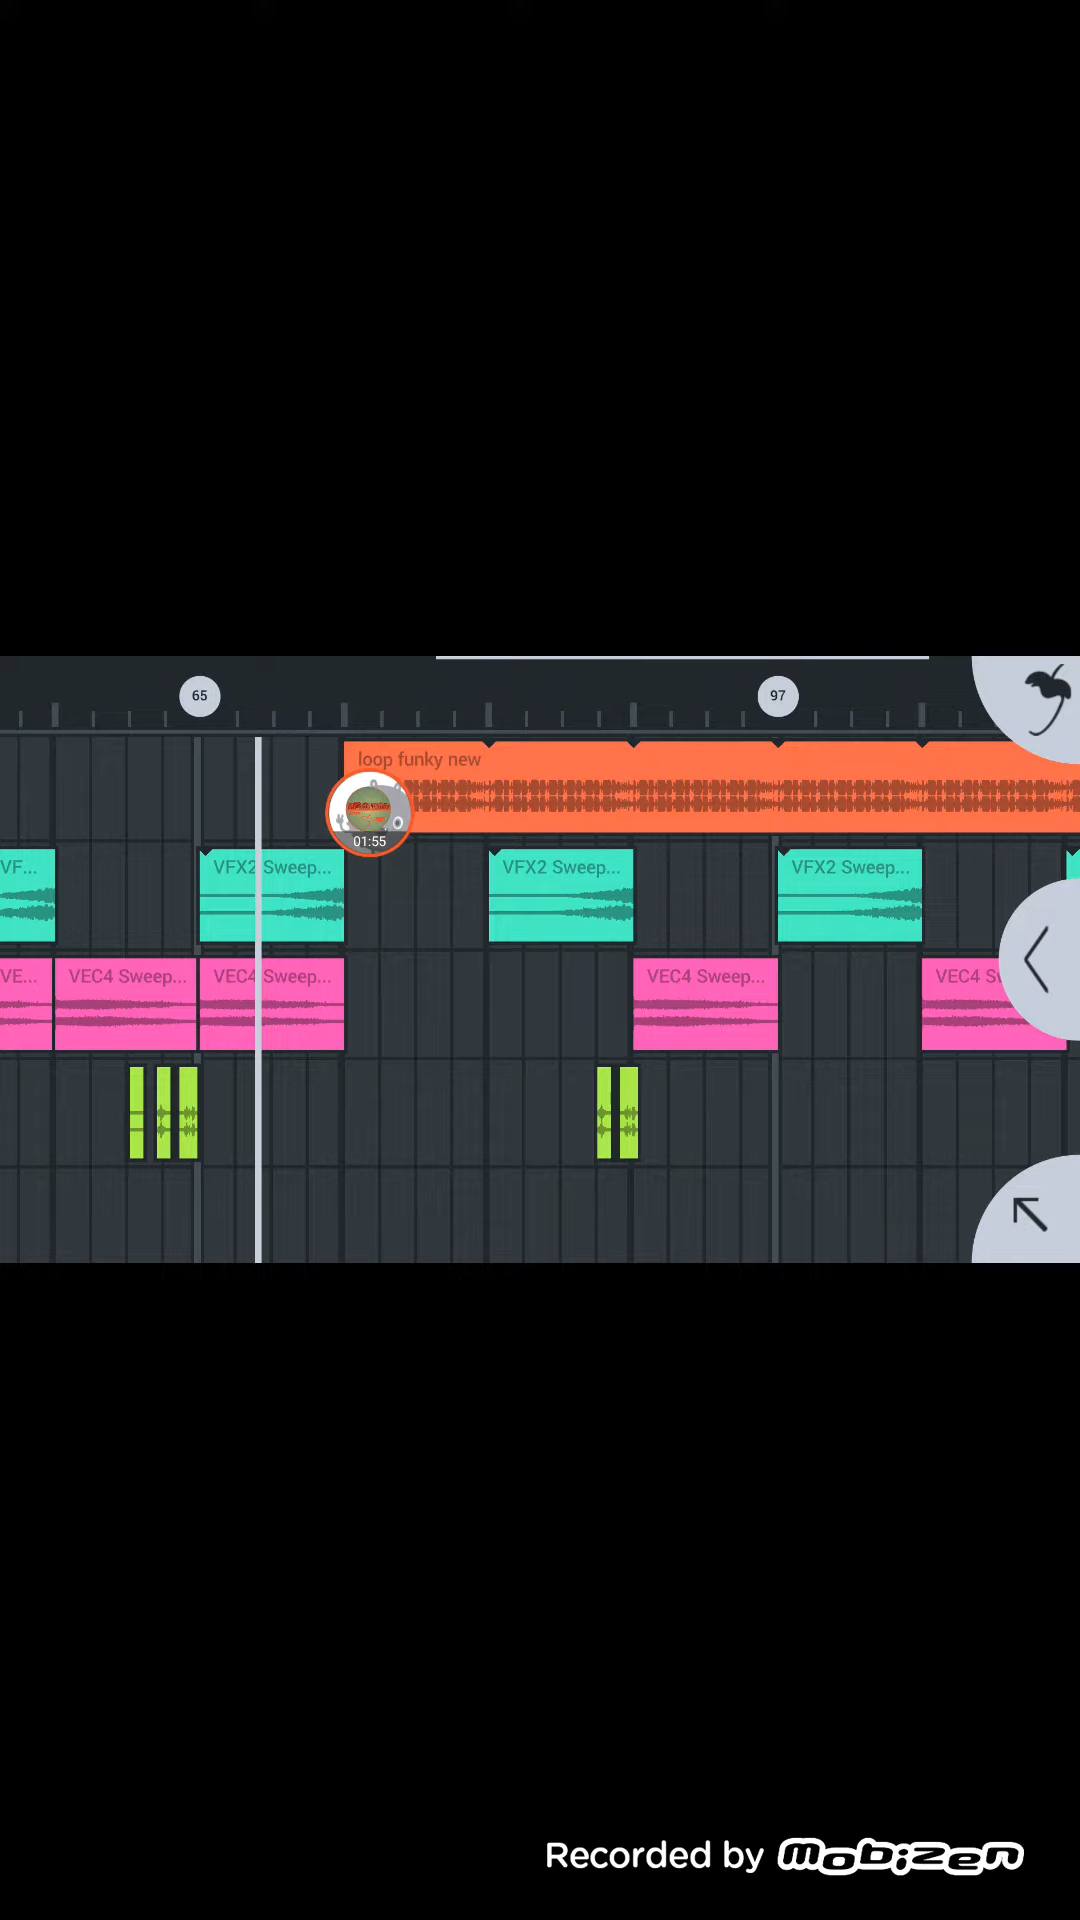 65
97
loop funky new
01:55
VF...
VFX2 Sweep...
VFX2 Sweep...
VFX2 Sweep...
VE...
VEC4 Sweep...
VEC4 Sweep...
VEC4 Sweep...
VEC4 S
Recorded by mobizen